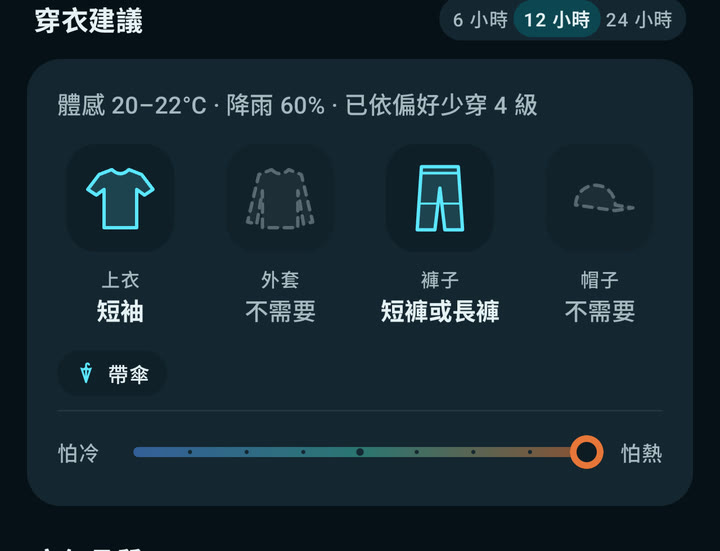 穿衣建議
6 小時 12 小時 24 小時
體感 20–22°C · 降雨 60% · 已依偏好少穿 4 級
上衣 外套 褲子 帽子
短袖 不需要 短褲或長褲 不需要
帶傘
怕冷 怕熱